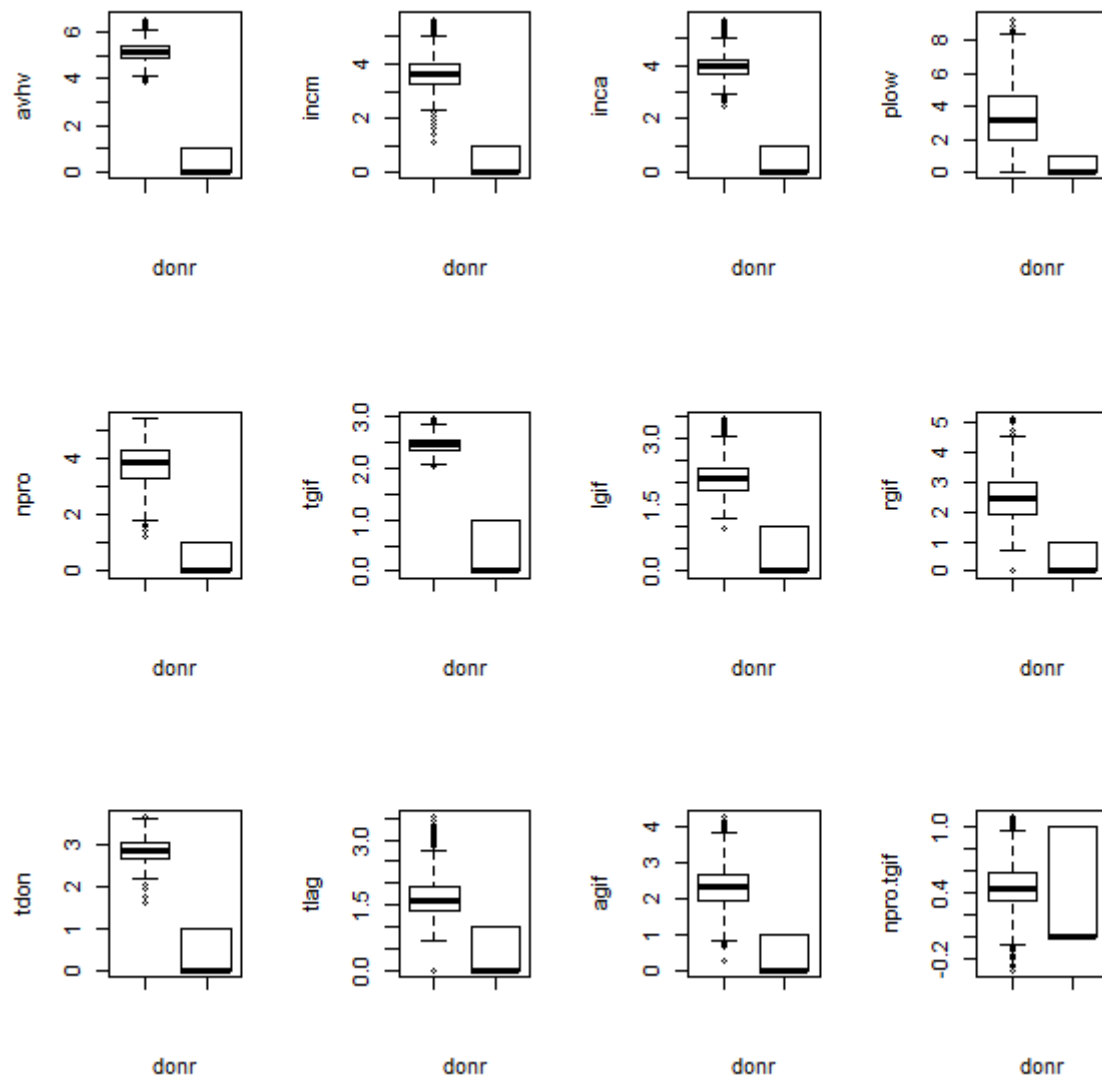 avhv 0 2 4 6 donr
incm 0 2 4 donr
inca 0 2 4 donr
plow 0 2 4 6 8 donr
npro 0 2 4 donr
tgif 0.0 1.0 2.0 3.0 donr
lgif 0.0 1.5 3.0 donr
rgif 0 1 2 3 4 5 donr
tdon 0 1 2 3 donr
tlag 0.0 1.5 3.0 donr
agif 0 1 2 3 4 donr
npro.tgif -0.2 0.4 1.0 donr